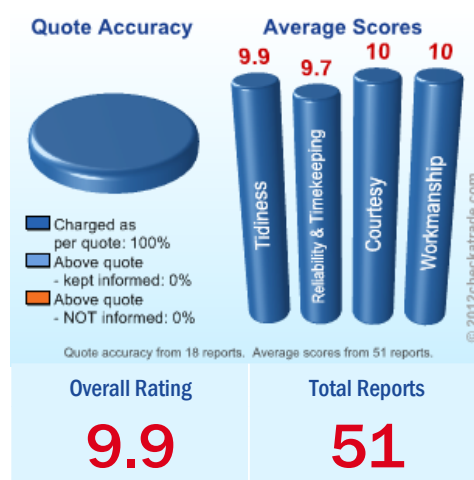 Quote Accuracy
Average Scores
9.9
9.7
10
10
Tidiness
Reliability & Timekeeping
Courtesy
Workmanship
Charged as
per quote: 100%
Above quote
- kept informed: 0%
Above quote
- NOT informed: 0%
© 2012checkatrade.com
Quote accuracy from 18 reports. Average scores from 51 reports.
Overall Rating
Total Reports
9.9
51